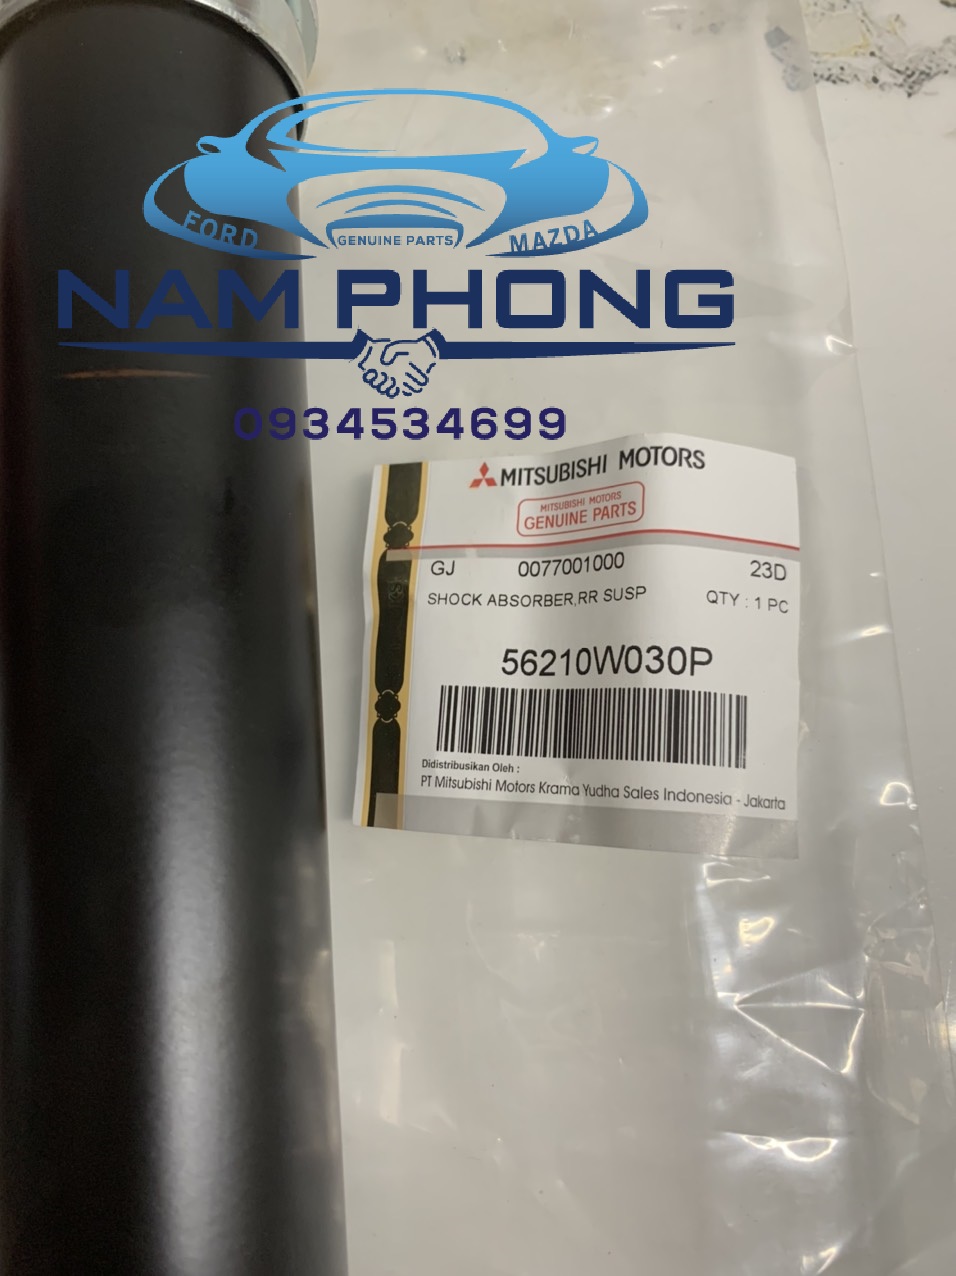 FORD
GENUINE PARTS
MAZDA
NAM PHONG
0934534699
MITSUBISHI MOTORS
MITSUBISHI MOTORS
GENUINE PARTS
GJ 0077001000 23D
SHOCK ABSORBER,RR SUSP QTY : 1 PC
56210W030P
Didistribusikan Oleh :
PT Mitsubishi Motors Krama Yudha Sales Indonesia - Jakarta